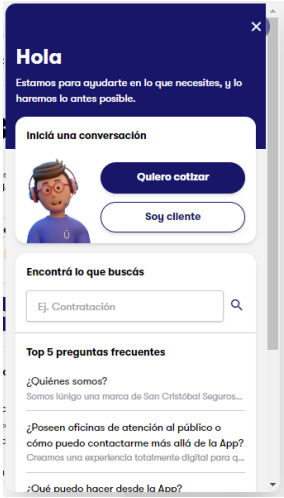 Hola
Estamos para ayudarte en lo que necesites, y lo
haremos lo antes posible.
Iniciá una conversación
Quiero cotizar
Soy cliente
Encontrá lo que buscás
Ej. Contratación
Top 5 preguntas frecuentes
¿Quiénes somos?
Somos iúnigo una marca de San Cristóbal Seguros...
¿Poseen oficinas de atención al público o
cómo puedo contactarme más allá de la App?
Creamos una experiencia totalmente digital para q...
¿Qué puedo hacer desde la App?